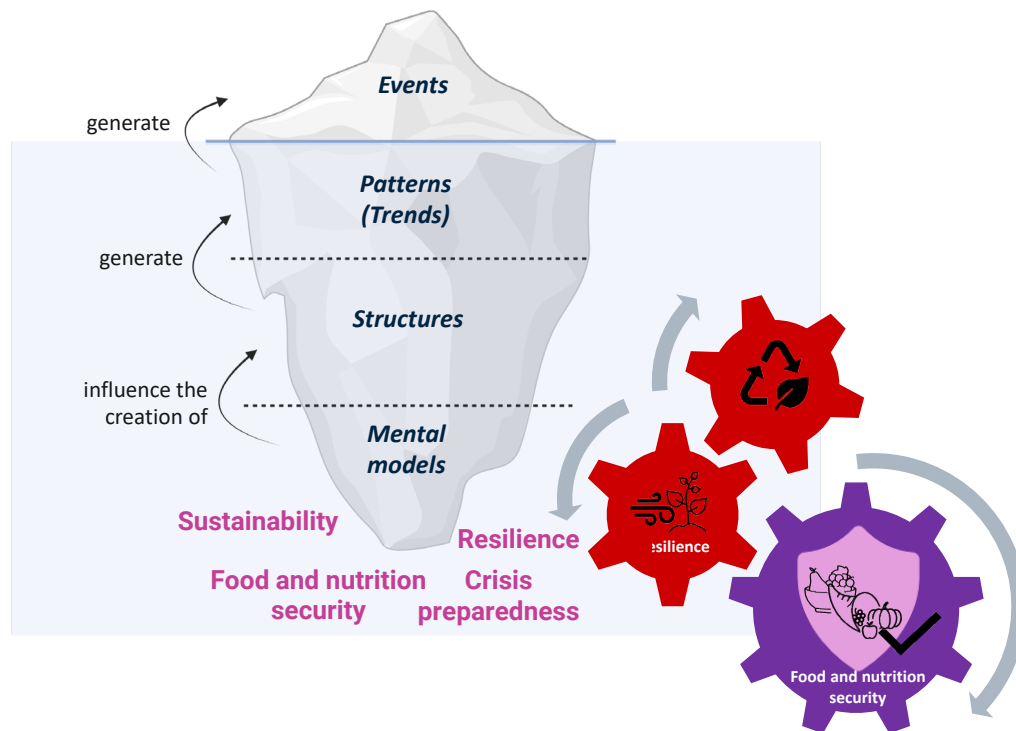 Events
generate
Patterns
(Trends)
generate
Structures
influence the
creation of
Mental
models
Sustainability
Resilience
Food and nutrition
security
Crisis
preparedness
esilience
Food and nutrition
security